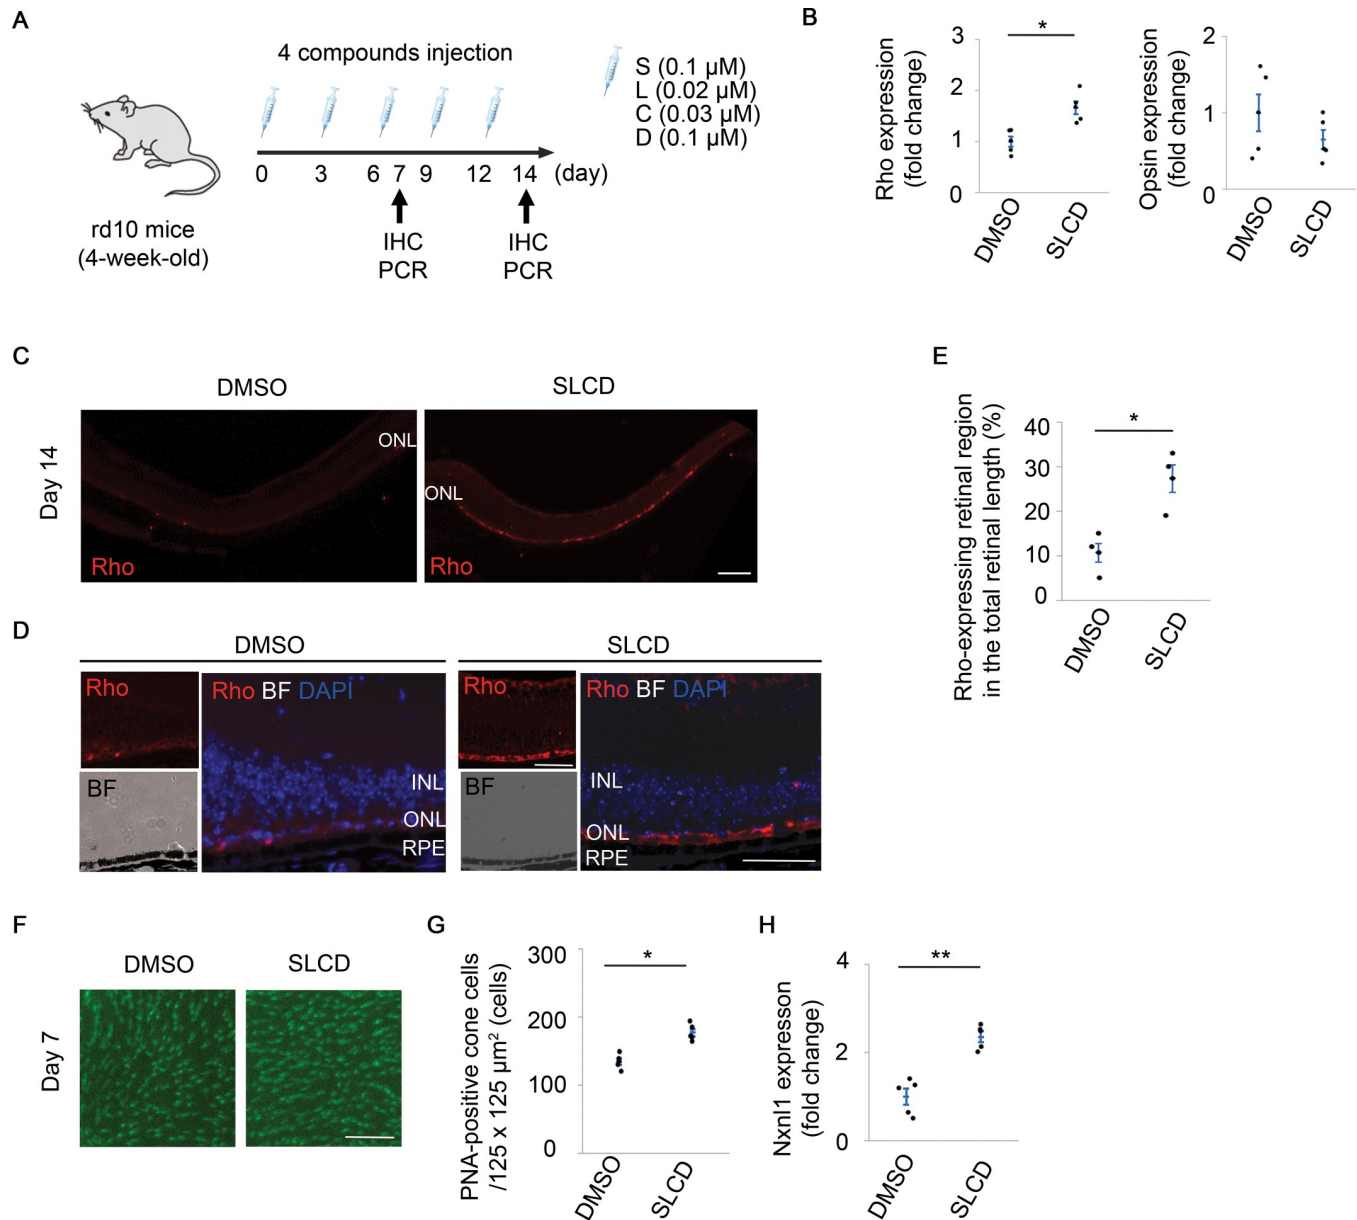 A
4 compounds injection
S (0.1 µM)
L (0.02 µM)
C (0.03 µM)
D (0.1 µM)
0 3 6 7 9 12 14 (day)
rd10 mice
(4-week-old)
IHC
PCR
IHC
PCR
B
Rho expression
(fold change)
3
2
1
0
*
DMSO
SLCD
Opsin expression
(fold change)
2
1
0
DMSO
SLCD
C
DMSO
SLCD
Day 14
ONL
Rho
ONL
Rho
D
DMSO
SLCD
Rho
BF
Rho BF DAPI
INL
ONL
RPE
Rho
BF
Rho BF DAPI
INL
ONL
RPE
E
Rho-expressing retinal region
in the total retinal length (%)
40
30
20
10
0
*
DMSO
SLCD
F
DMSO
SLCD
Day 7
G
PNA-positive cone cells
/125 x 125 µm² (cells)
300
200
100
0
*
DMSO
SLCD
H
Nxnl1 expresson
(fold change)
4
2
0
**
DMSO
SLCD